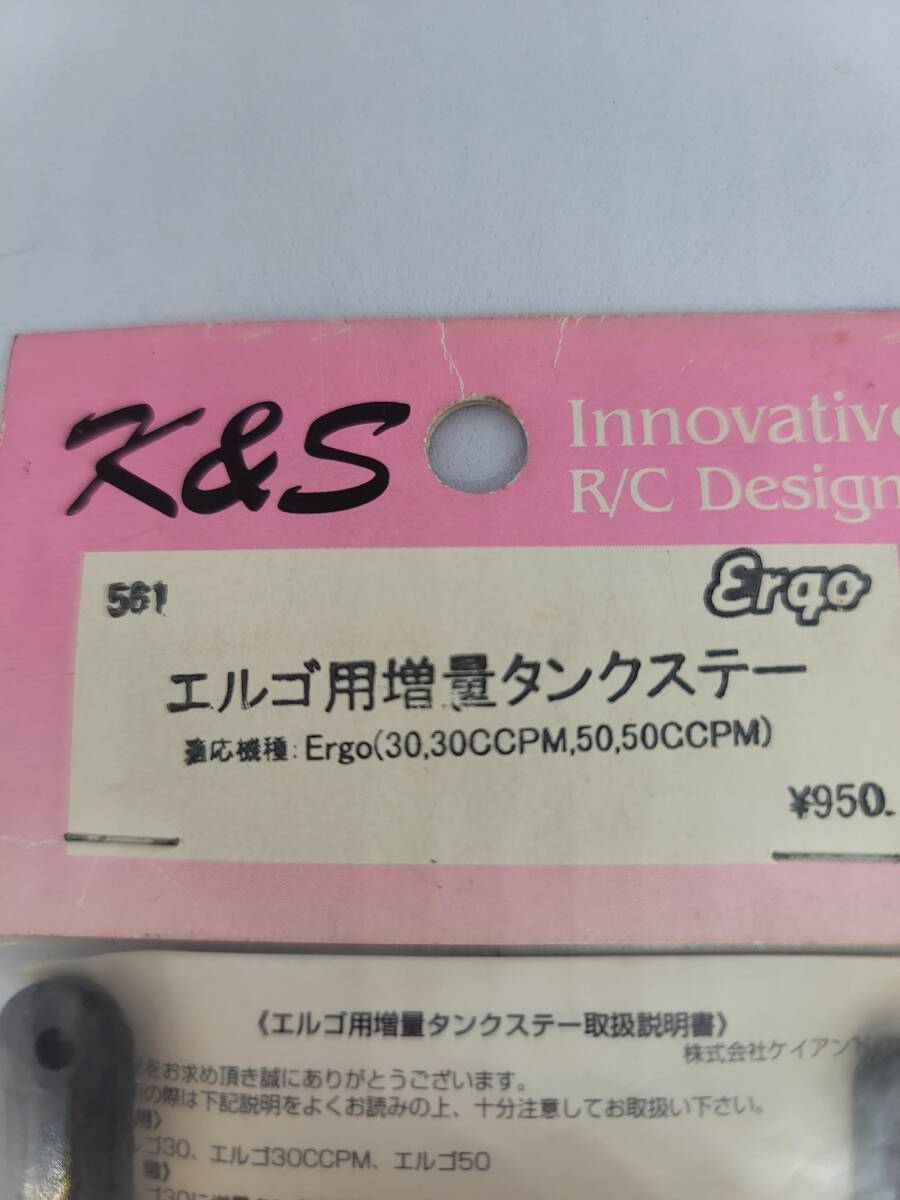 K&S
Innovative
R/C Design
561
Ergo
エルゴ用増量タンクステー
適応機種: Ergo(30,30CCPM,50,50CCPM)
¥950.
《エルゴ用増量タンクステー取扱説明書》
株式会社ケイアン
をお求め頂き誠にありがとうございます。
の際は下記説明をよくお読みの上、十分注意してお取扱い下さい。
用〉
ルゴ30、エルゴ30CCPM、エルゴ50